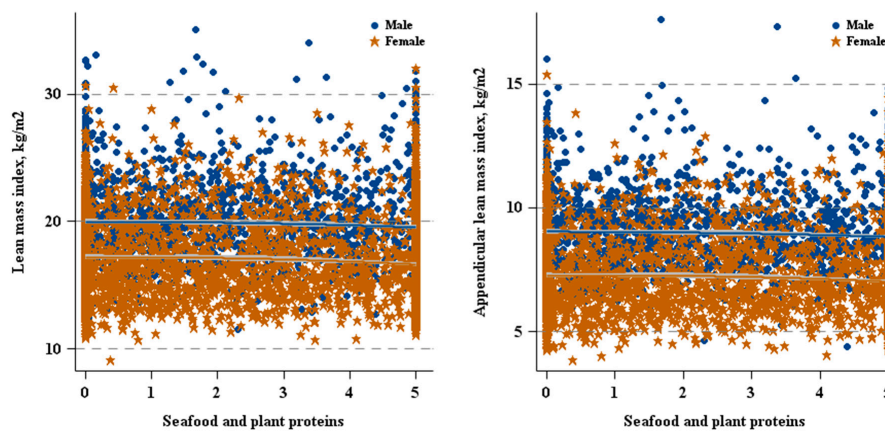 Lean mass index, kg/m2
30
20
10
0 1 2 3 4 5
Seafood and plant proteins
Male
Female
Appendicular lean mass index, kg/m2
15
10
5
0 1 2 3 4
Seafood and plant proteins
Male
Female